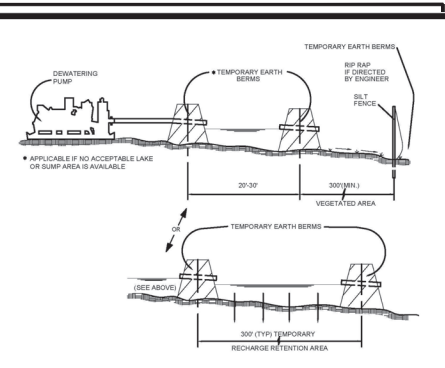 TEMPORARY EARTH BERMS
DEWATERING
PUMP
* TEMPORARY EARTH
BERMS
RIP RAP
IF DIRECTED
BY ENGINEER
SILT
FENCE
* APPLICABLE IF NO ACCEPTABLE LAKE
OR SUMP AREA IS AVAILABLE
20'-30'
300'(MIN.)
VEGETATED AREA
OR
TEMPORARY EARTH BERMS
(SEE ABOVE)
300' (TYP) TEMPORARY
RECHARGE RETENTION AREA